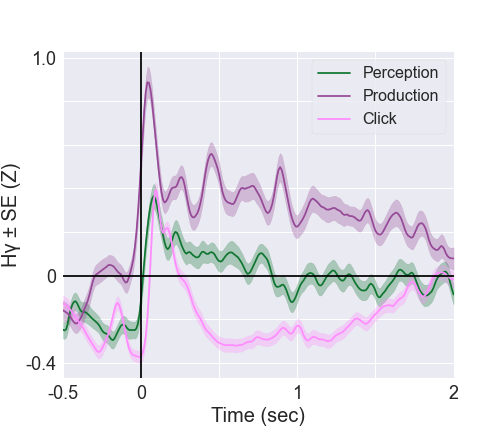 1.0
Perception
Production
Click
Hγ ± SE (Z)
0
-0.4
-0.5
0
1
2
Time (sec)